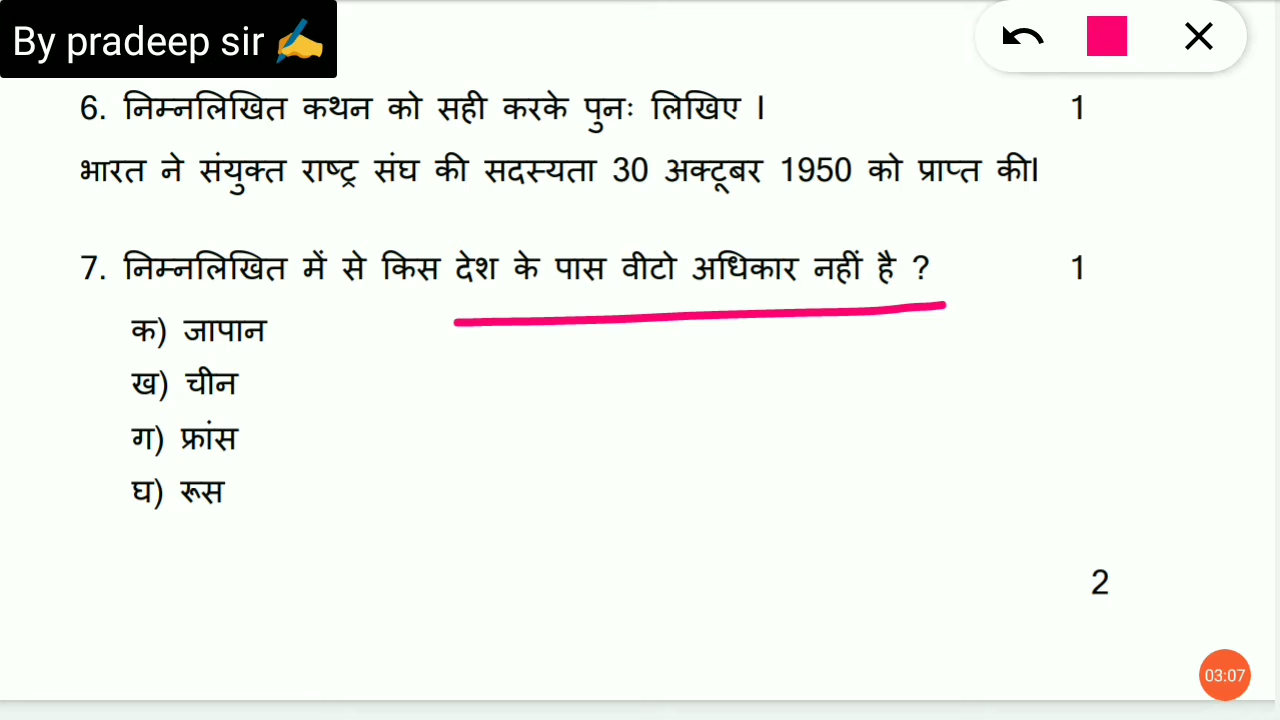 By pradeep sir ✍️
6. निम्नलिखित कथन को सही करके पुनः लिखिए । 1
भारत ने संयुक्त राष्ट्र संघ की सदस्यता 30 अक्टूबर 1950 को प्राप्त की।
7. निम्नलिखित में से किस देश के पास वीटो अधिकार नहीं है ? 1
क) जापान
ख) चीन
ग) फ्रांस
घ) रूस
2
03:07